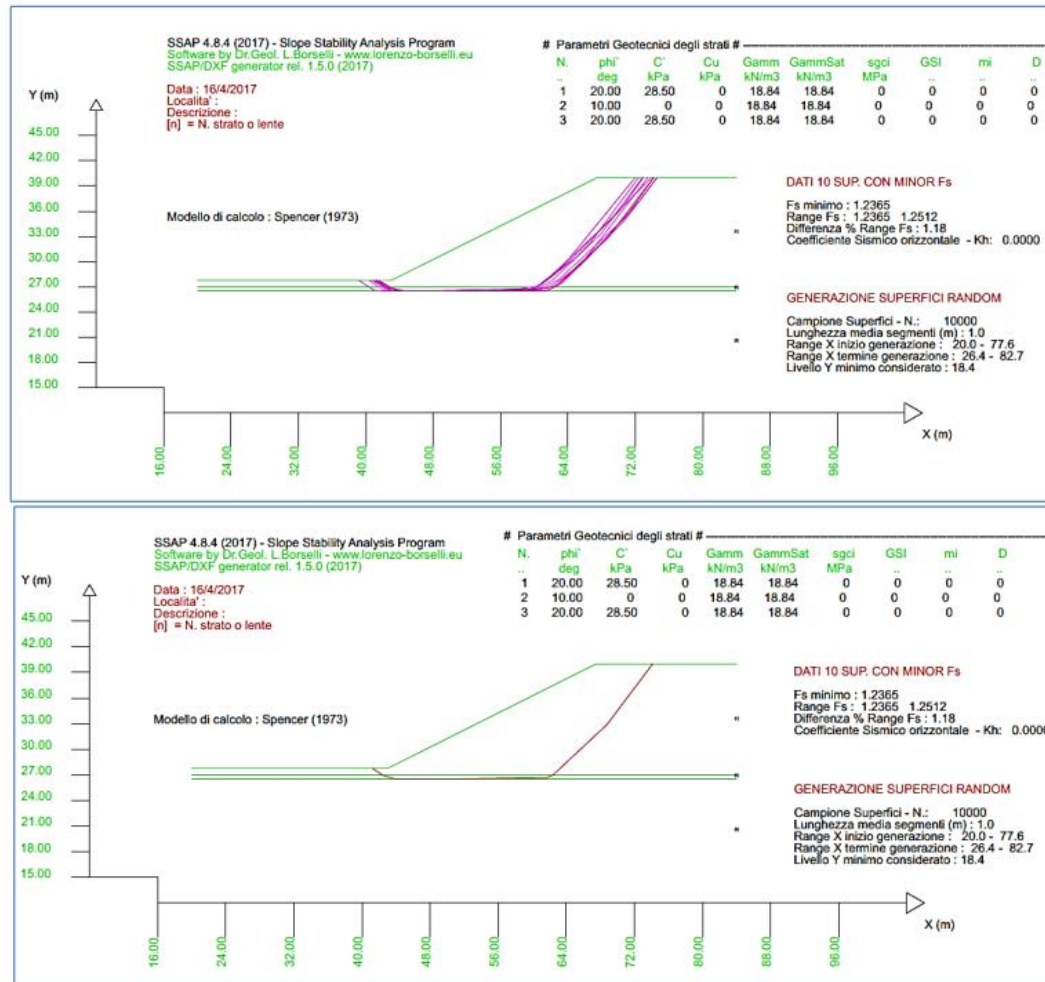 SSAP 4.8.4 (2017) - Slope Stability Analysis Program
Software by Dr.Geol. L.Borselli - www.lorenzo-borselli.eu
SSAP/DXF generator rel. 1.5.0 (2017)
Data : 16/4/2017
Localita' :
Descrizione :
[n] = N. strato o lente
# Parametri Geotecnici degli strati #
N. phi` C` Cu Gamm GammSat sgci GSI mi D
.. deg kPa kPa kN/m3 kN/m3 MPa .. .. ..
1 20.00 28.50 0 18.84 18.84 0 0 0 0
2 10.00 0 0 18.84 18.84 0 0 0 0
3 20.00 28.50 0 18.84 18.84 0 0 0 0
Y (m)
45.00
42.00
39.00
36.00
33.00
30.00
27.00
24.00
21.00
18.00
15.00
Modello di calcolo : Spencer (1973)
DATI 10 SUP. CON MINOR Fs
Fs minimo : 1.2365
Range Fs : 1.2365 1.2512
Differenza % Range Fs : 1.18
Coefficiente Sismico orizzontale - Kh: 0.0000
GENERAZIONE SUPERFICI RANDOM
Campione Superfici - N.: 10000
Lunghezza media segmenti (m) : 1.0
Range X inizio generazione : 20.0 - 77.6
Range X termine generazione : 26.4 - 82.7
Livello Y minimo considerato : 18.4
X (m)
16.00 24.00 32.00 40.00 48.00 56.00 64.00 72.00 80.00 88.00 96.00
SSAP 4.8.4 (2017) - Slope Stability Analysis Program
Software by Dr.Geol. L.Borselli - www.lorenzo-borselli.eu
SSAP/DXF generator rel. 1.5.0 (2017)
Data : 16/4/2017
Localita' :
Descrizione :
[n] = N. strato o lente
# Parametri Geotecnici degli strati #
N. phi` C` Cu Gamm GammSat sgci GSI mi D
.. deg kPa kPa kN/m3 kN/m3 MPa .. .. ..
1 20.00 28.50 0 18.84 18.84 0 0 0 0
2 10.00 0 0 18.84 18.84 0 0 0 0
3 20.00 28.50 0 18.84 18.84 0 0 0 0
Y (m)
45.00
42.00
39.00
36.00
33.00
30.00
27.00
24.00
21.00
18.00
15.00
Modello di calcolo : Spencer (1973)
DATI 10 SUP. CON MINOR Fs
Fs minimo : 1.2365
Range Fs : 1.2365 1.2512
Differenza % Range Fs : 1.18
Coefficiente Sismico orizzontale - Kh: 0.0000
GENERAZIONE SUPERFICI RANDOM
Campione Superfici - N.: 10000
Lunghezza media segmenti (m) : 1.0
Range X inizio generazione : 20.0 - 77.6
Range X termine generazione : 26.4 - 82.7
Livello Y minimo considerato : 18.4
X (m)
16.00 24.00 32.00 40.00 48.00 56.00 64.00 72.00 80.00 88.00 96.00